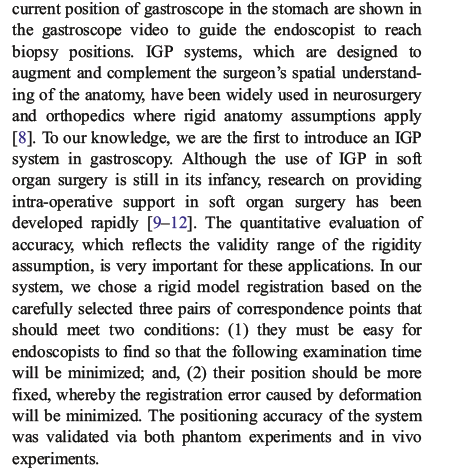 current position of gastroscope in the stomach are shown in
the gastroscope video to guide the endoscopist to reach
biopsy positions. IGP systems, which are designed to
augment and complement the surgeon's spatial understand-
ing of the anatomy, have been widely used in neurosurgery
and orthopedics where rigid anatomy assumptions apply
[8]. To our knowledge, we are the first to introduce an IGP
system in gastroscopy. Although the use of IGP in soft
organ surgery is still in its infancy, research on providing
intra-operative support in soft organ surgery has been
developed rapidly [9–12]. The quantitative evaluation of
accuracy, which reflects the validity range of the rigidity
assumption, is very important for these applications. In our
system, we chose a rigid model registration based on the
carefully selected three pairs of correspondence points that
should meet two conditions: (1) they must be easy for
endoscopists to find so that the following examination time
will be minimized; and, (2) their position should be more
fixed, whereby the registration error caused by deformation
will be minimized. The positioning accuracy of the system
was validated via both phantom experiments and in vivo
experiments.